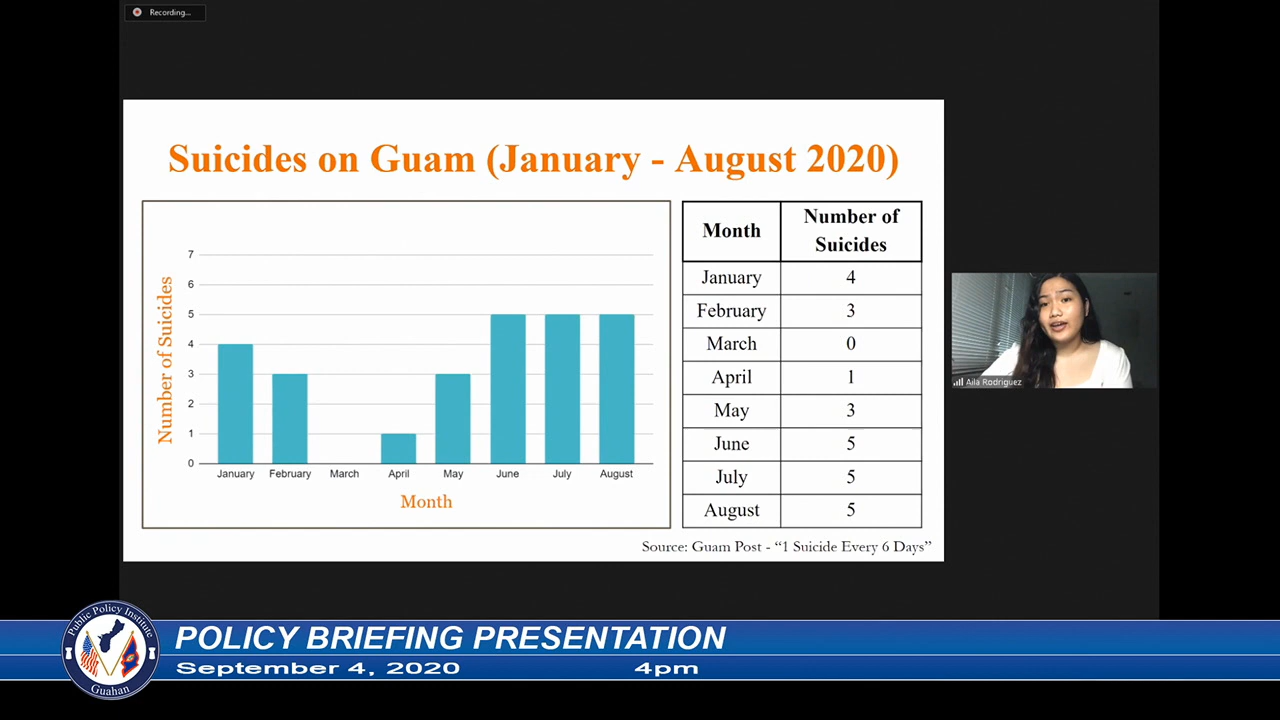 Recording...
Suicides on Guam (January - August 2020)
Number of Suicides
7
6
5
4
3
2
1
0
January February March April May June July August
Month
Month Number of Suicides
January 4
February 3
March 0
April 1
May 3
June 5
July 5
August 5
Source: Guam Post - “1 Suicide Every 6 Days”
Aila Rodriguez
Public Policy Institute
Guahan
POLICY BRIEFING PRESENTATION
September 4, 2020 4pm